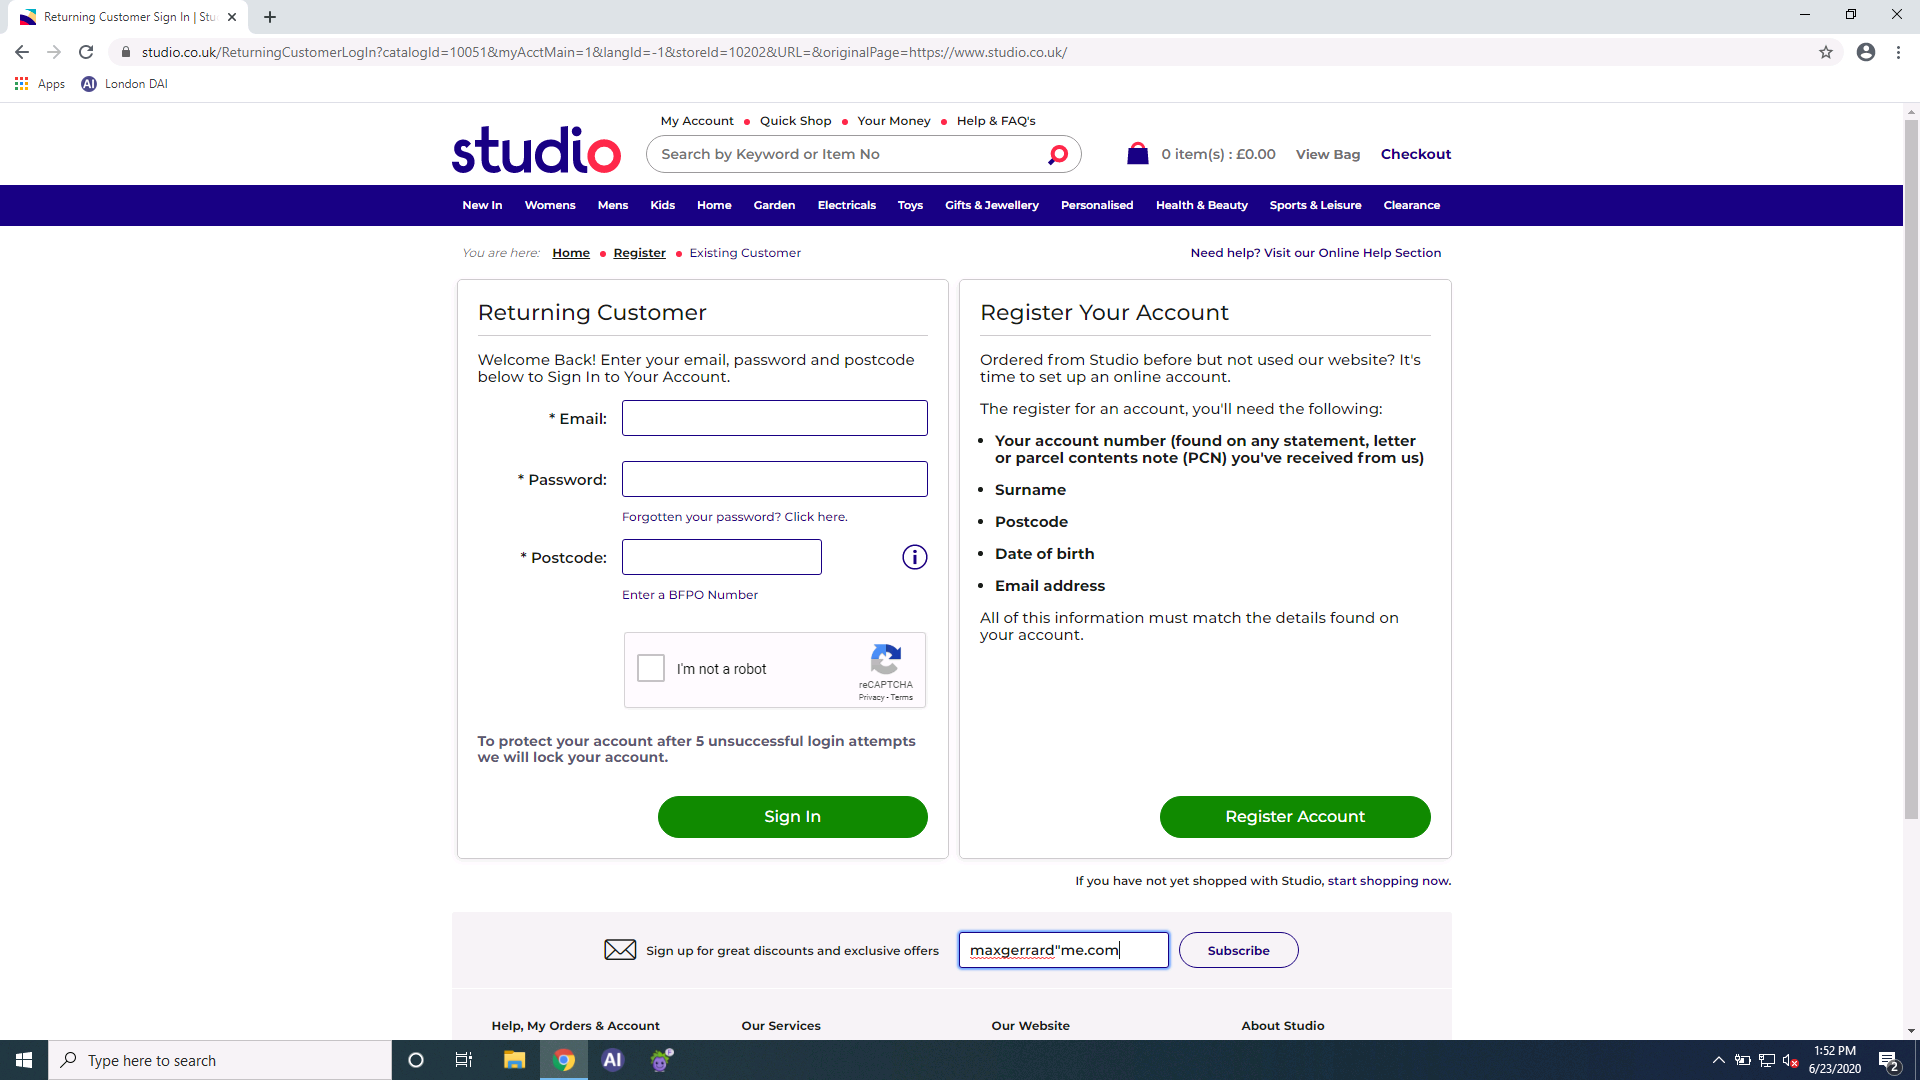 Returning Customer Sign In | Stu
studio.co.uk/ReturningCustomerLogIn?catalogId=10051&myAcctMain=1&langId=-1&storeId=10202&URL=&originalPage=https://www.studio.co.uk/
Apps
AI London DAI
My Account Quick Shop Your Money Help & FAQ's
studio
Search by Keyword or Item No
0 item(s) : £0.00 View Bag Checkout
New In Womens Mens Kids Home Garden Electricals Toys Gifts & Jewellery Personalised Health & Beauty Sports & Leisure Clearance
You are here: Home Register Existing Customer
Need help? Visit our Online Help Section
Returning Customer
Welcome Back! Enter your email, password and postcode
below to Sign In to Your Account.
* Email:
* Password:
Forgotten your password? Click here.
* Postcode:
Enter a BFPO Number
I'm not a robot
reCAPTCHA
Privacy - Terms
To protect your account after 5 unsuccessful login attempts
we will lock your account.
Sign In
Register Your Account
Ordered from Studio before but not used our website? It's
time to set up an online account.
The register for an account, you'll need the following:
• Your account number (found on any statement, letter
or parcel contents note (PCN) you've received from us)
• Surname
• Postcode
• Date of birth
• Email address
All of this information must match the details found on
your account.
Register Account
If you have not yet shopped with Studio, start shopping now.
Sign up for great discounts and exclusive offers
maxgerrard"me.com
Subscribe
Help, My Orders & Account Our Services Our Website About Studio
Type here to search
AI
1:52 PM
6/23/2020
2